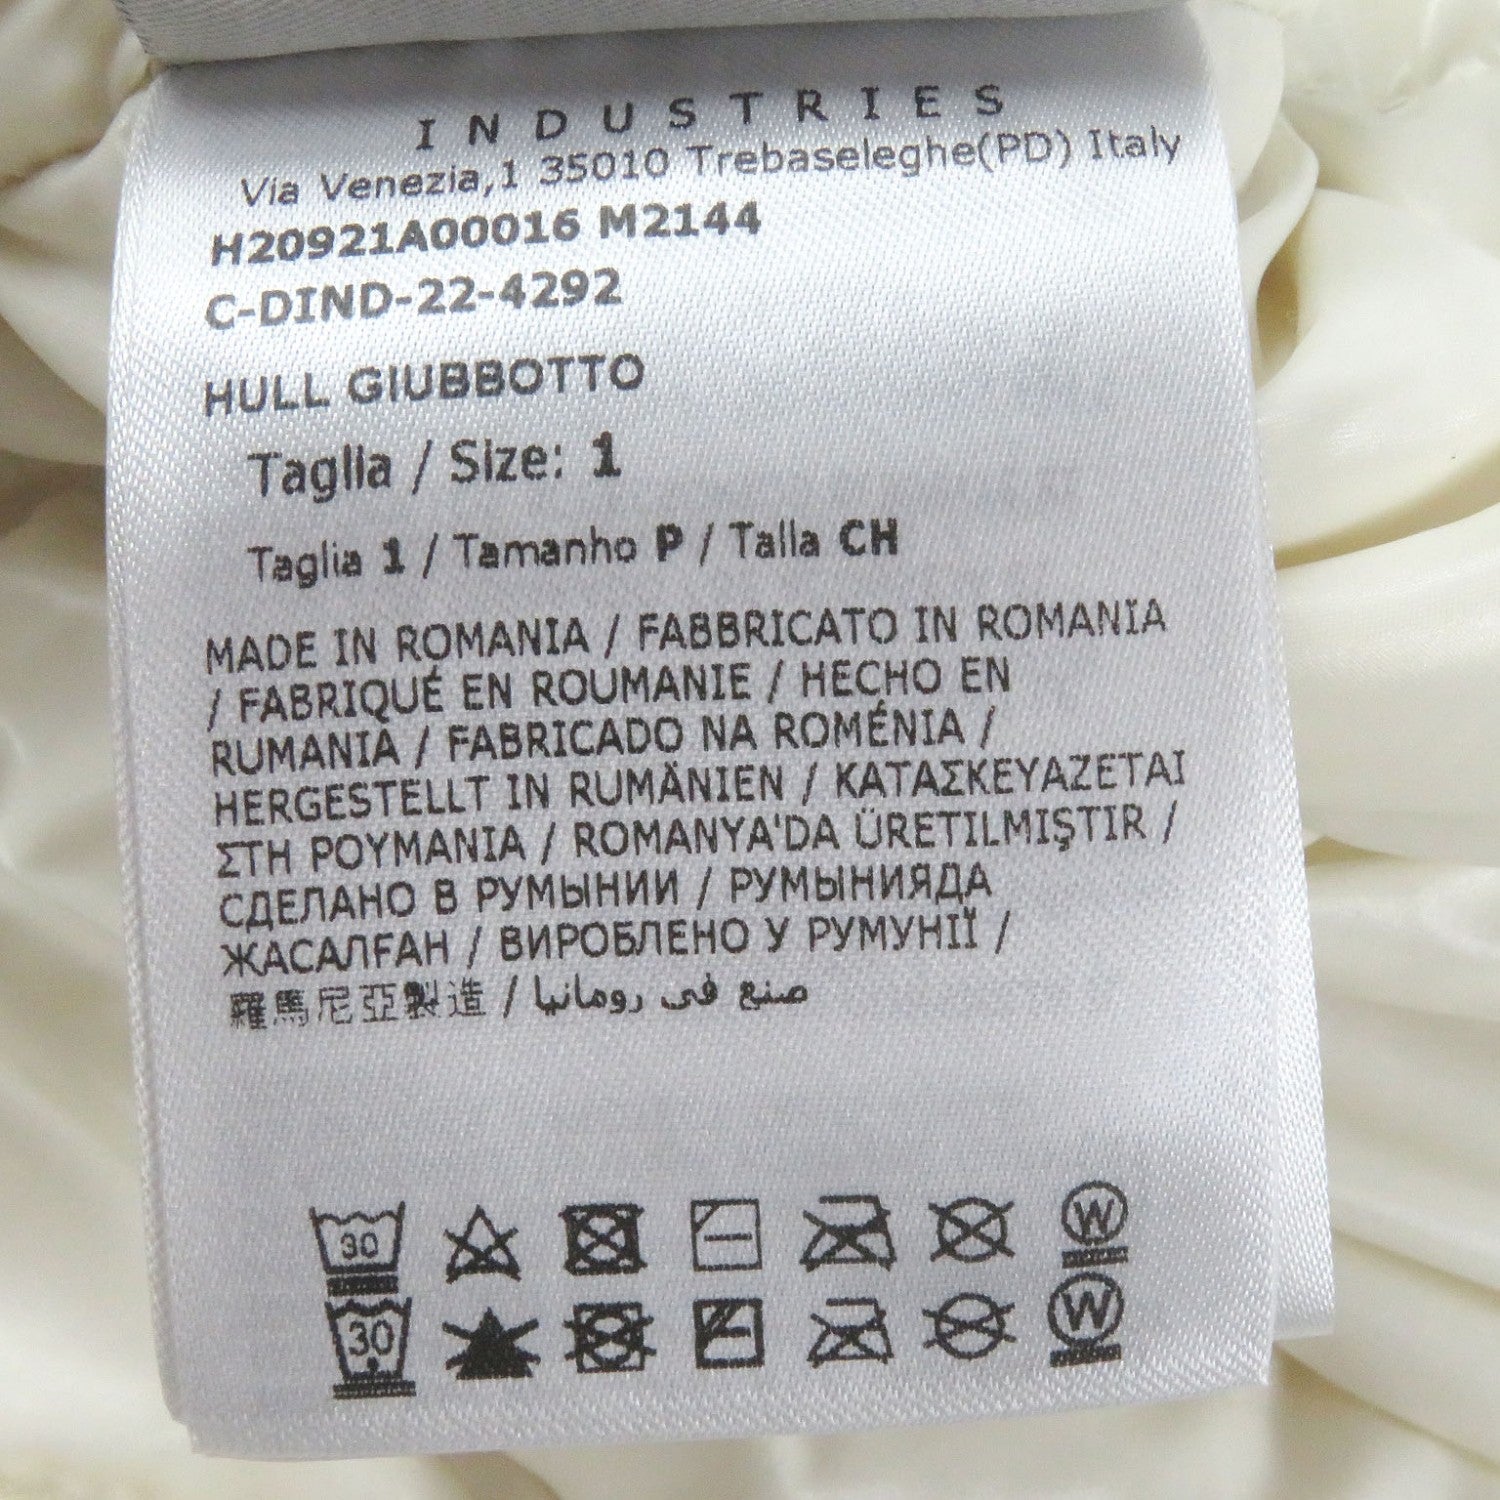 INDUSTRIES
Via Venezia,1 35010 Trebaseleghe(PD) Italy
H20921A00016 M2144
C-DIND-22-4292
HULL GIUBBOTTO
Taglia / Size: 1
Taglia 1 / Tamanho P / Talla CH
MADE IN ROMANIA / FABBRICATO IN ROMANIA
/ FABRIQUÉ EN ROUMANIE / HECHO EN
RUMANIA / FABRICADO NA ROMÉNIA /
HERGESTELLT IN RUMÄNIEN / ΚΑΤΑΣΚΕΥΑΖΕΤΑΙ
ΣΤΗ ΡΟΥΜΑΝΙΑ / ROMANYA'DA ÜRETILMIŞTIR /
СДЕЛАНО В РУМЫНИИ / РУМЫНИЯДА
ЖАСАЛҒАН / ВИРОБЛЕНО У РУМУНІЇ /
羅馬尼亞製造 / صنع في رومانيا
30 W
30 W